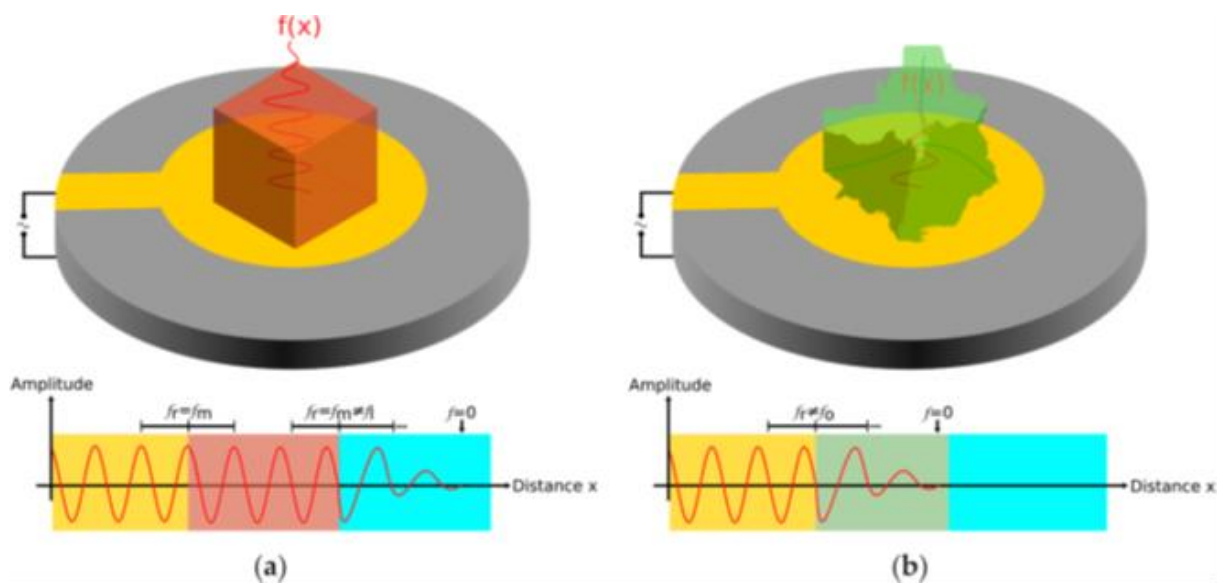 f(x)
f(x)
~
~
Amplitude
fr=fm
fr=fm≠fl
f=0
Distance x
(a)
Amplitude
fr≠fo
f=0
Distance x
(b)